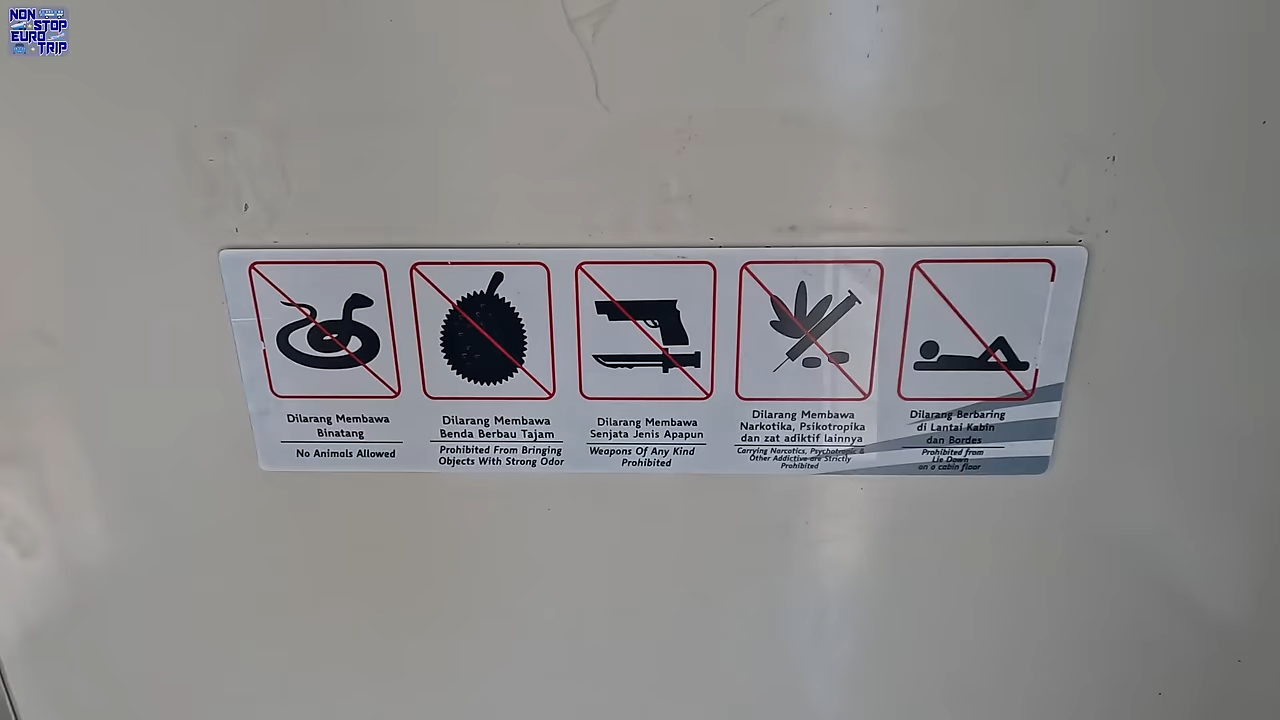 NON
STOP
EURO
TRIP
Dilarang Membawa
Binatang
No Animals Allowed
Dilarang Membawa
Benda Berbau Tajam
Prohibited From Bringing
Objects With Strong Odor
Dilarang Membawa
Senjata Jenis Apapun
Weapons Of Any Kind
Prohibited
Dilarang Membawa
Narkotika, Psikotropika
dan zat adiktif lainnya
Carrying Narcotics, Psychotropic &
Other Addictive are Strictly
Prohibited
Dilarang Berbaring
di Lantai Kabin
dan Bordes
Prohibited from
Lie Down
on a cabin floor